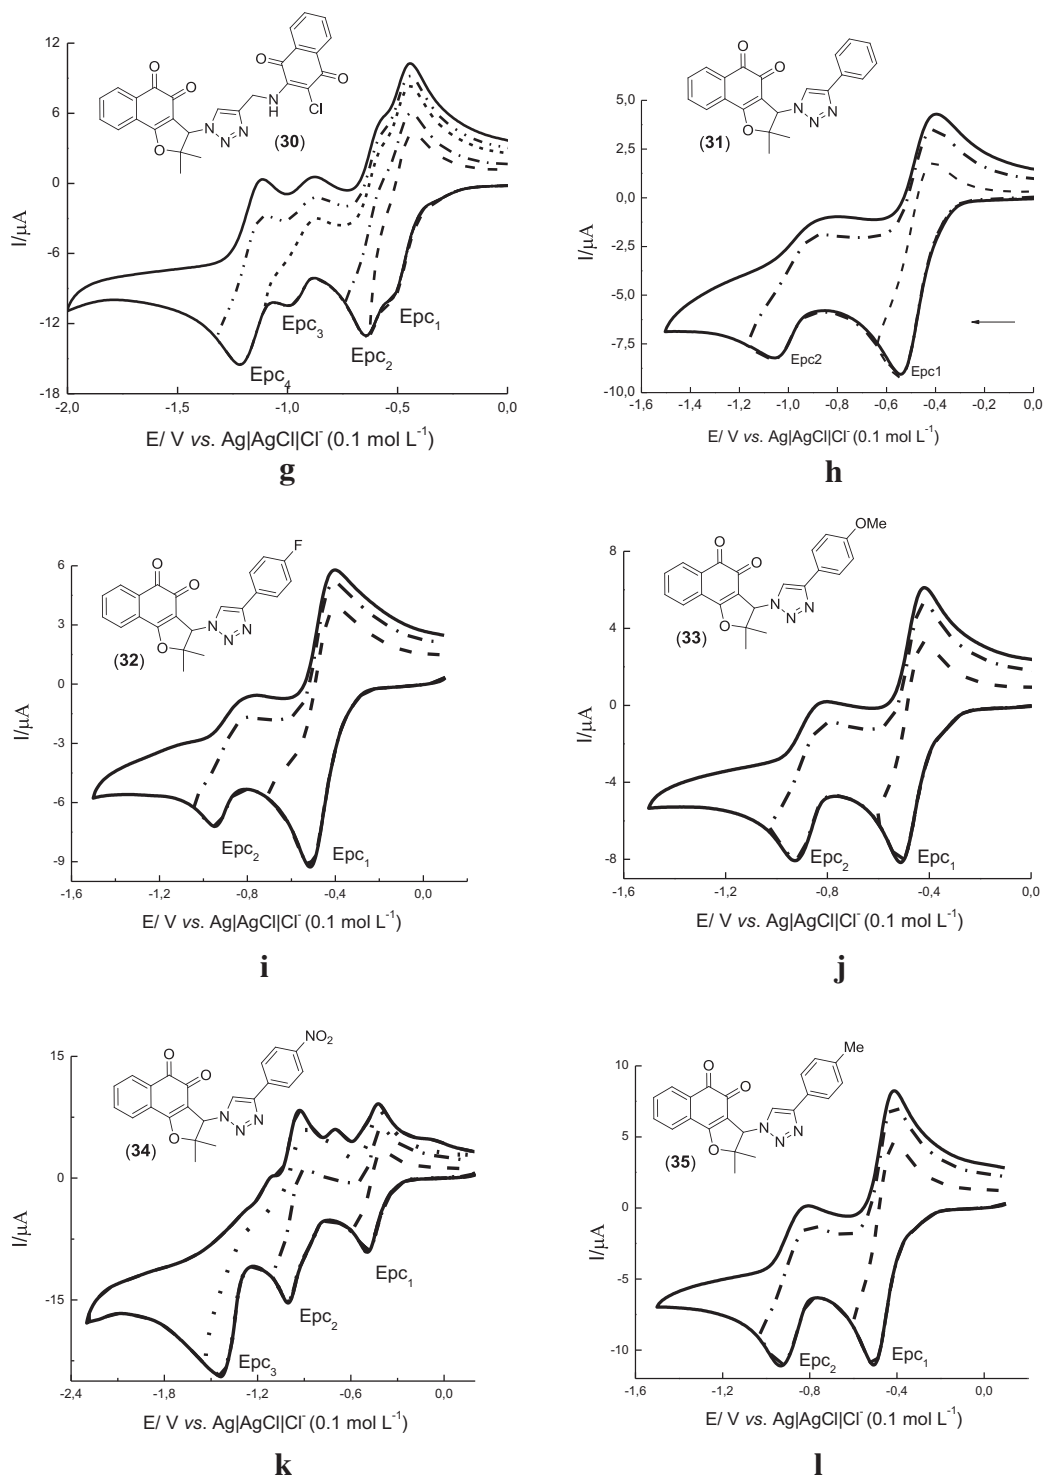 12
6
0
-6
-12
-18
I/µA
O
O
O
O
O
N
H
Cl
N
N
N
(30)
Epc1
Epc2
Epc3
Epc4
-2,0
-1,5
-1,0
-0,5
0,0
E/ V vs. Ag|AgCl|Cl⁻ (0.1 mol L⁻¹)
g
5,0
2,5
0,0
-2,5
-5,0
-7,5
-10,0
I/µA
O
O
O
N
N
N
(31)
Epc2
Epc1
-1,6
-1,4
-1,2
-1,0
-0,8
-0,6
-0,4
-0,2
0,0
E/ V vs. Ag|AgCl|Cl⁻ (0.1 mol L⁻¹)
h
6
3
0
-3
-6
-9
I/µA
O
O
F
O
N
N
N
(32)
Epc2
Epc1
-1,6
-1,2
-0,8
-0,4
0,0
E/ V vs. Ag|AgCl|Cl⁻ (0.1 mol L⁻¹)
i
8
4
0
-4
-8
I/µA
O
O
OMe
O
N
N
N
(33)
Epc2
Epc1
-1,6
-1,2
-0,8
-0,4
0,0
E/ V vs. Ag|AgCl|Cl⁻ (0.1 mol L⁻¹)
j
15
0
-15
I/µA
O
O
NO2
O
N
N
N
(34)
Epc1
Epc2
Epc3
-2,4
-1,8
-1,2
-0,6
0,0
E/ V vs. Ag|AgCl|Cl⁻ (0.1 mol L⁻¹)
k
10
5
0
-5
-10
I/µA
O
O
Me
O
N
N
N
(35)
Epc2
Epc1
-1,6
-1,2
-0,8
-0,4
0,0
E/ V vs. Ag|AgCl|Cl⁻ (0.1 mol L⁻¹)
l